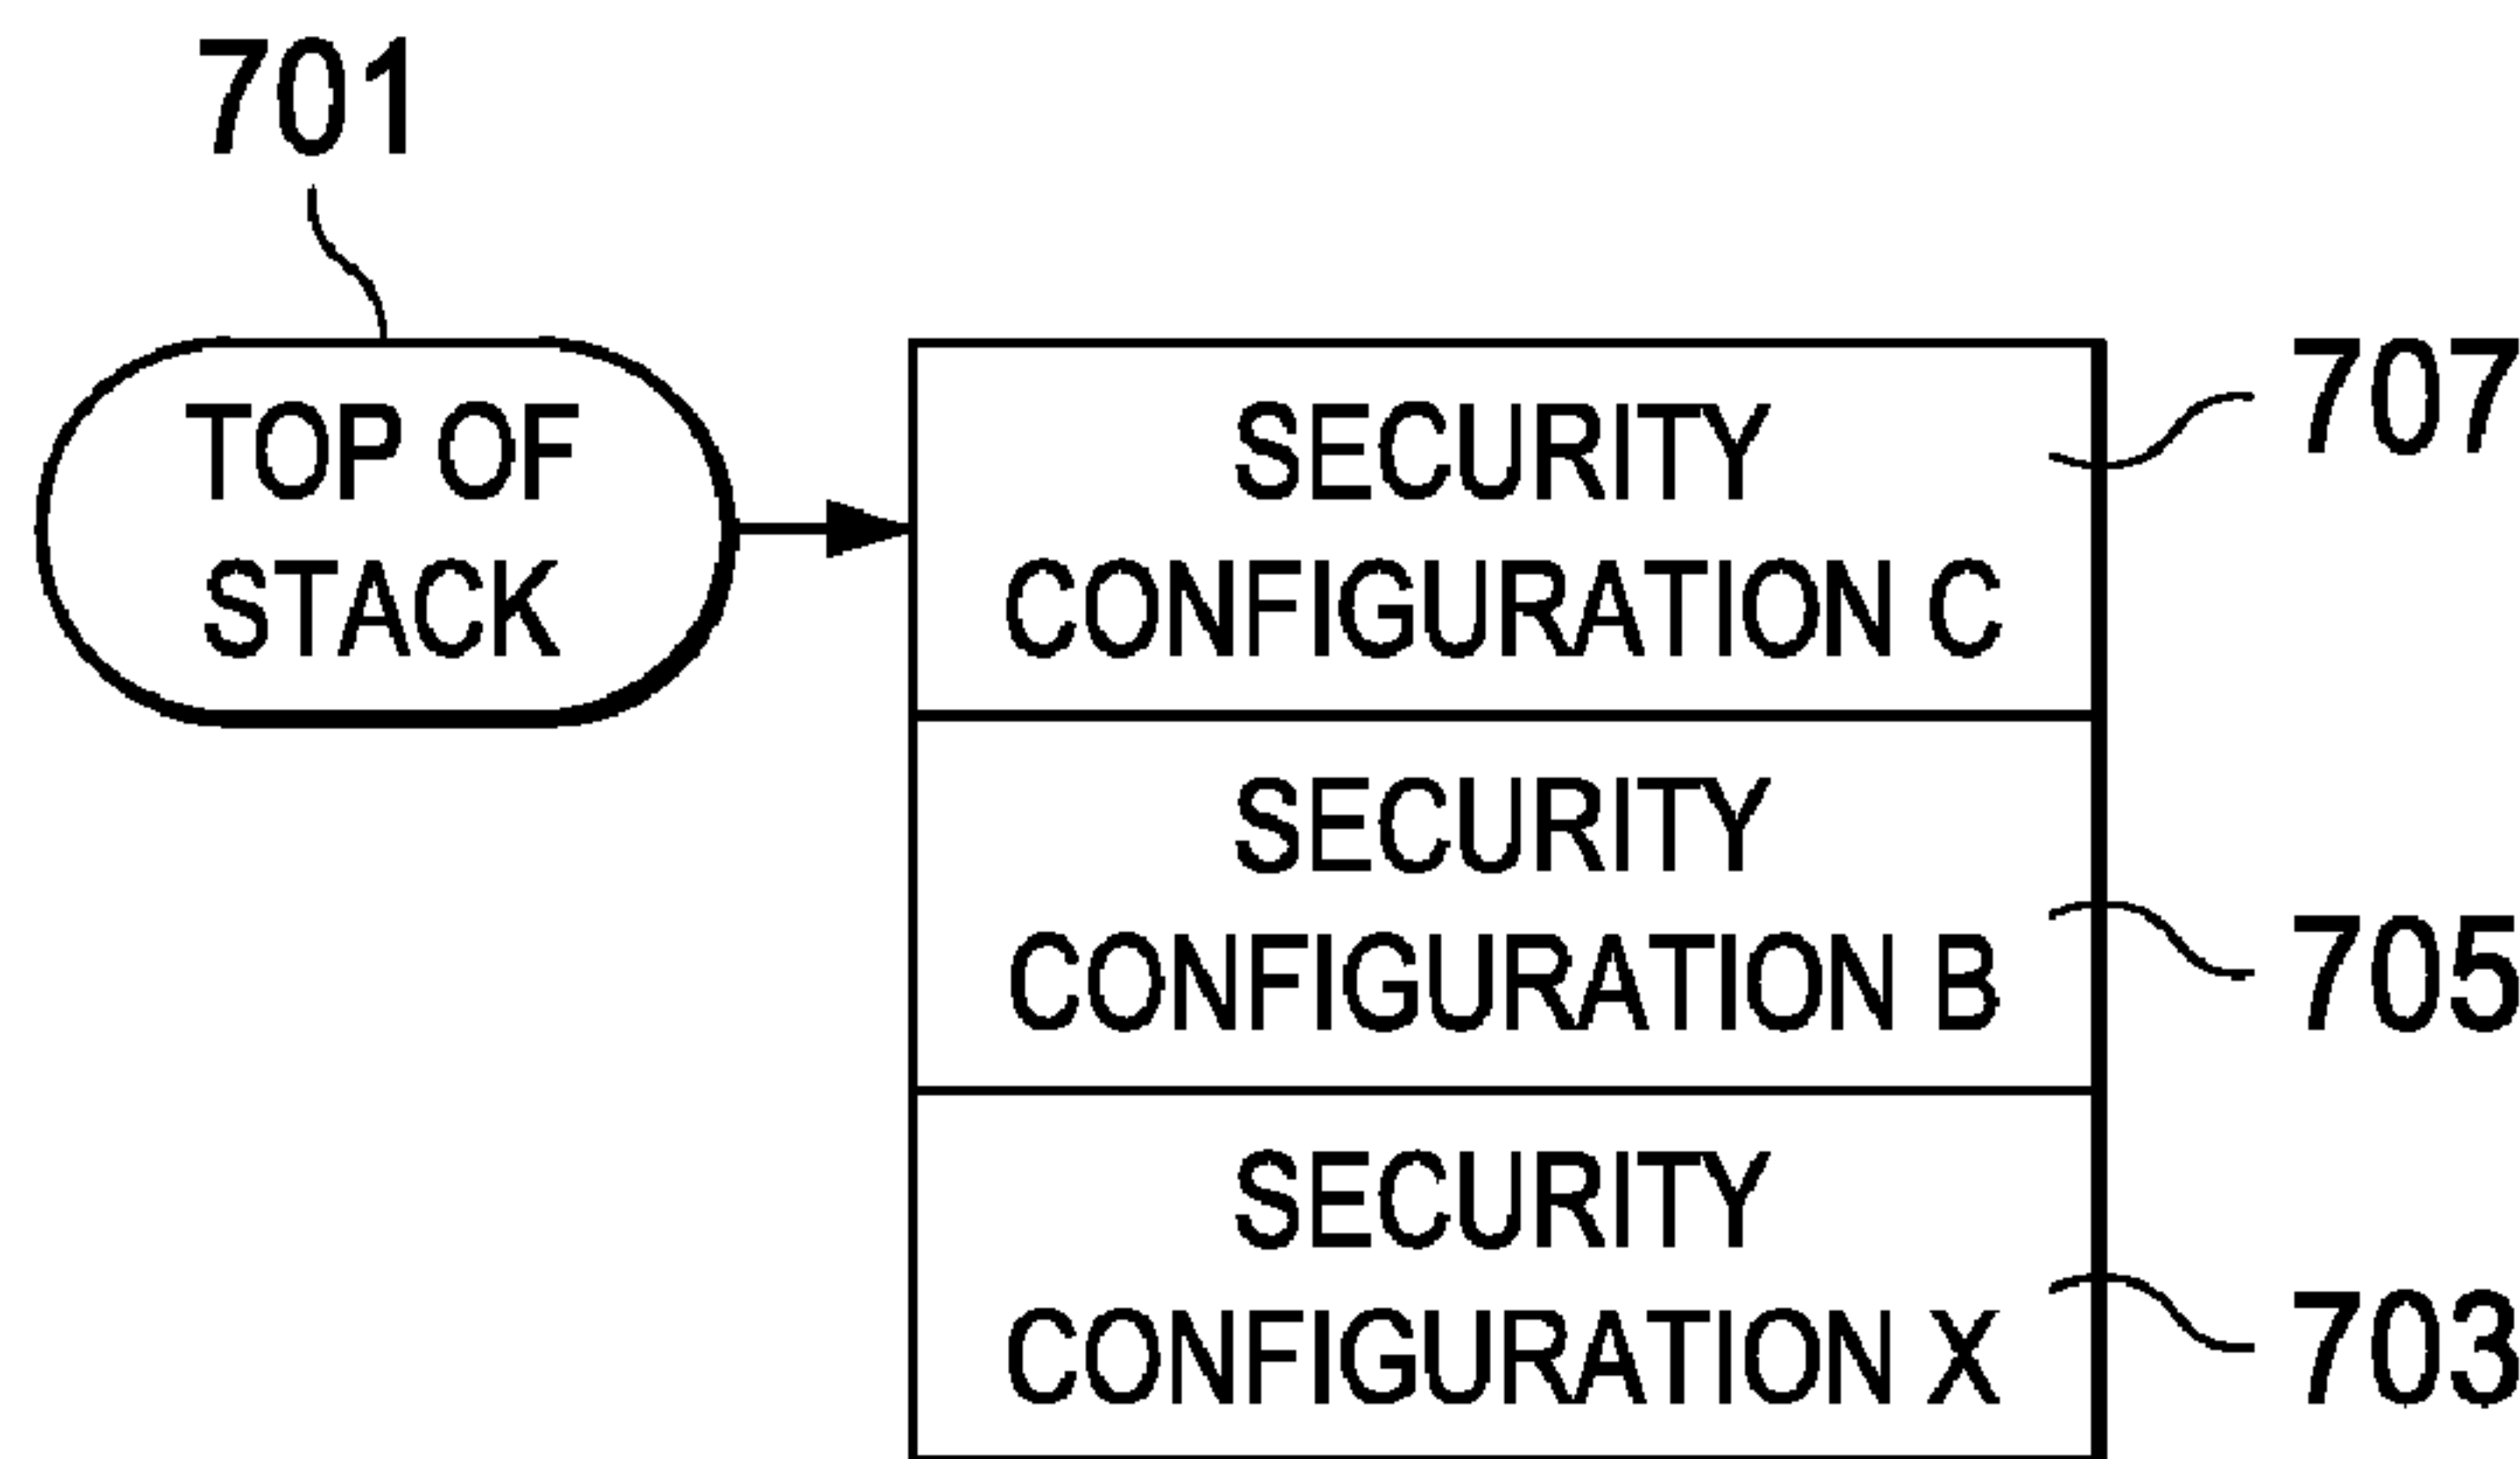 701
TOP OF
STACK
SECURITY
CONFIGURATION C
707
SECURITY
CONFIGURATION B
705
SECURITY
CONFIGURATION X
703